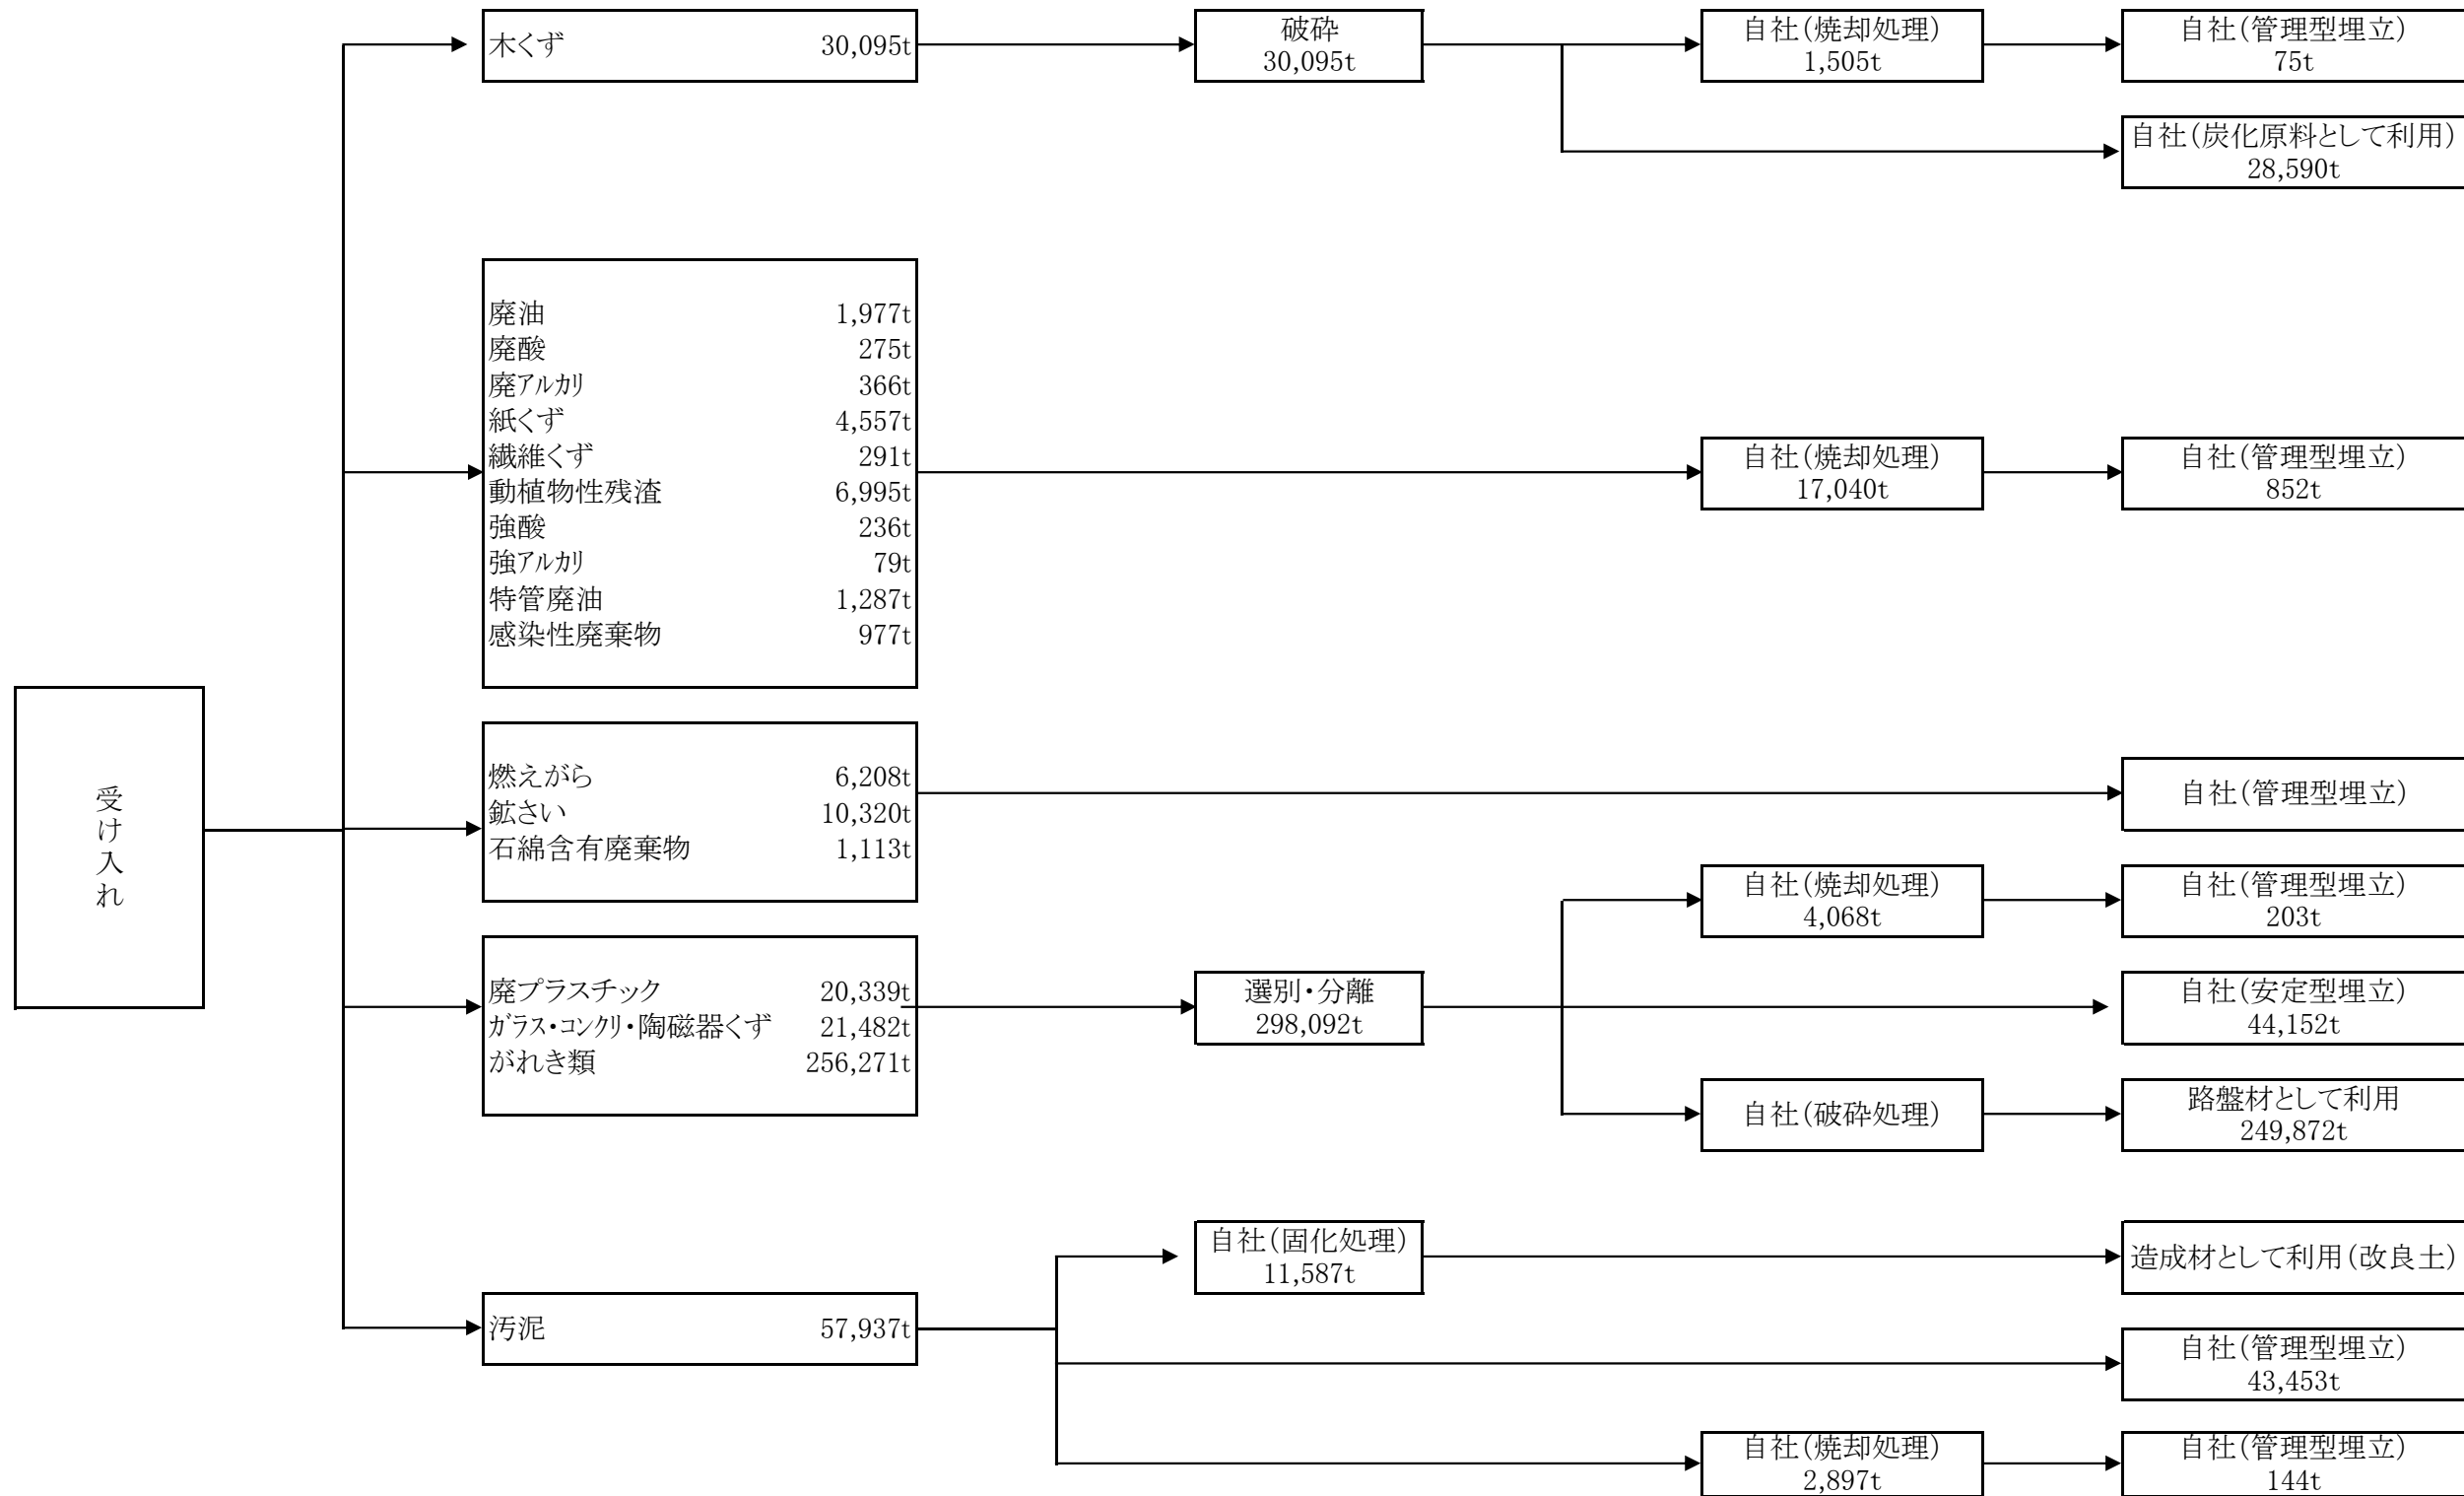 受け入れ
木くず 30,095t
破砕
30,095t
自社(焼却処理)
1,505t
自社(管理型埋立)
75t
自社(炭化原料として利用)
28,590t
廃油 1,977t
廃酸 275t
廃アルカリ 366t
紙くず 4,557t
繊維くず 291t
動植物性残渣 6,995t
強酸 236t
強アルカリ 79t
特管廃油 1,287t
感染性廃棄物 977t
自社(焼却処理)
17,040t
自社(管理型埋立)
852t
燃えがら 6,208t
鉱さい 10,320t
石綿含有廃棄物 1,113t
自社(管理型埋立)
廃プラスチック 20,339t
ガラス・コンクリ・陶磁器くず 21,482t
がれき類 256,271t
選別・分離
298,092t
自社(焼却処理)
4,068t
自社(管理型埋立)
203t
自社(安定型埋立)
44,152t
自社(破砕処理)
路盤材として利用
249,872t
汚泥 57,937t
自社(固化処理)
11,587t
造成材として利用(改良土)
自社(管理型埋立)
43,453t
自社(焼却処理)
2,897t
自社(管理型埋立)
144t